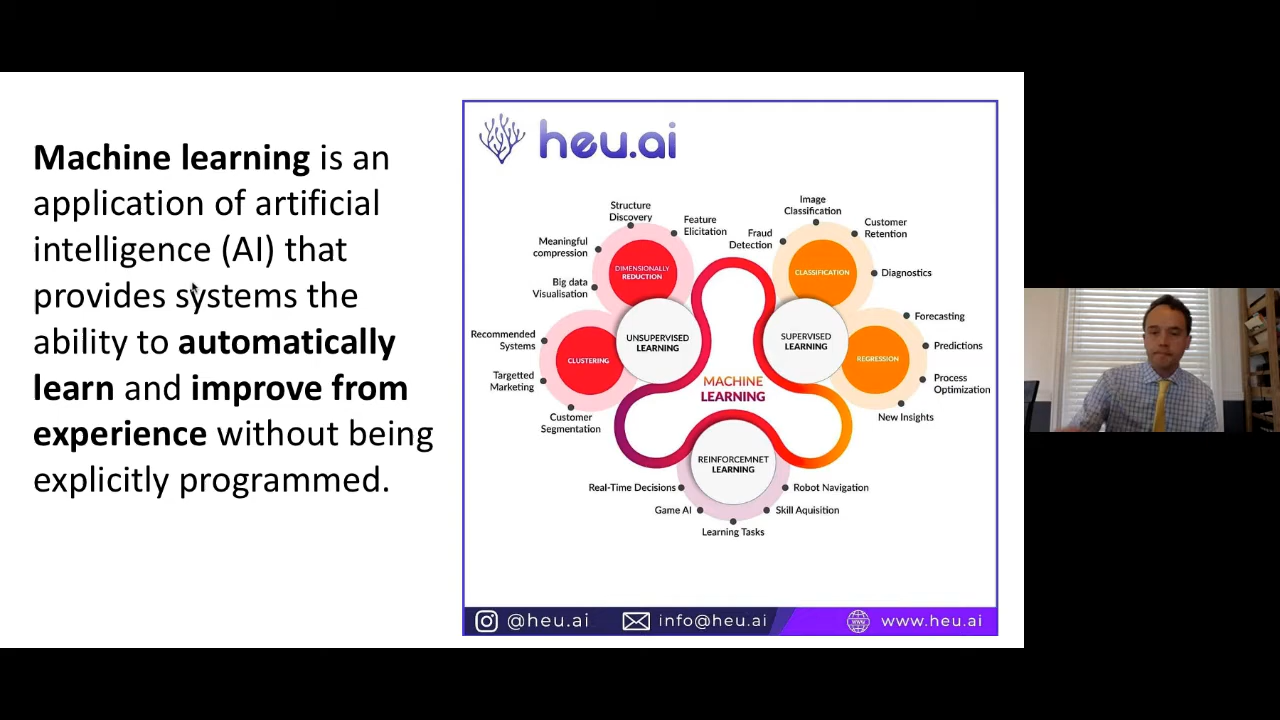 Machine learning is an
application of artificial
intelligence (AI) that
provides systems the
ability to automatically
learn and improve from
experience without being
explicitly programmed.
heu.ai
Structure
Discovery
Feature
Elicitation
Meaningful
compression
Big data
Visualisation
DIMENSIONALLY
REDUCTION
Recommended
Systems
Targetted
Marketing
Customer
Segmentation
CLUSTERING
UNSUPERVISED
LEARNING
Image
Classification
Fraud
Detection
Customer
Retention
Diagnostics
CLASSIFICATION
SUPERVISED
LEARNING
Forecasting
Predictions
Process
Optimization
New Insights
REGRESSION
MACHINE
LEARNING
REINFORCEMNET
LEARNING
Real-Time Decisions
Game AI
Learning Tasks
Skill Aquisition
Robot Navigation
@heu.ai
info@heu.ai
www
www.heu.ai